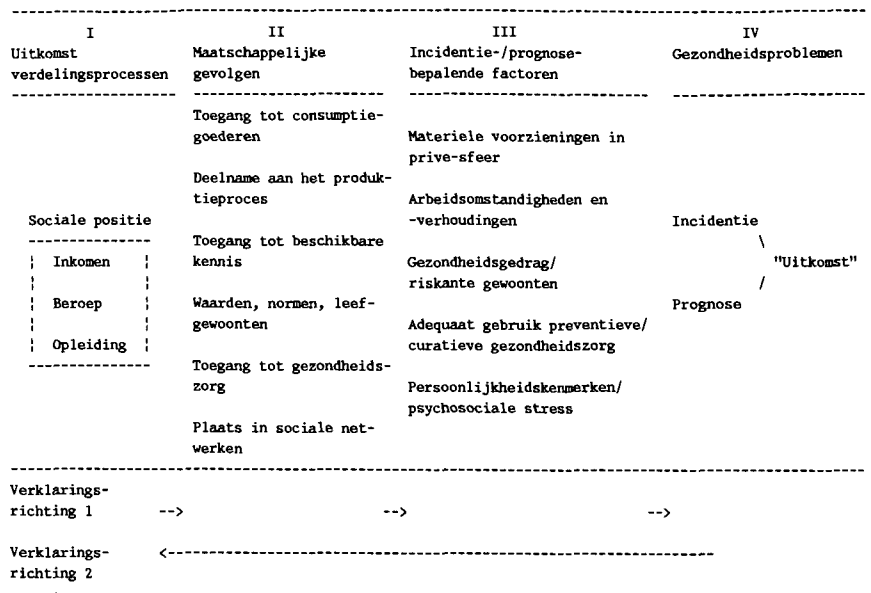 I II III IV
Uitkomst Maatschappelijke Incidentie-/prognose- Gezondheidsproblemen
verdelingsprocessen gevolgen bepalende factoren
Toegang tot consumptie-
goederen
Materiele voorzieningen in
prive-sfeer
Deelname aan het produk-
tieproces
Arbeidsomstandigheden en
Sociale positie -verhoudingen Incidentie
Toegang tot beschikbare
Inkomen kennis Gezondheidsgedrag/ "Uitkomst"
riskante gewoonten
Beroep Waarden, normen, leef- Prognose
gewoonten Adequaat gebruik preventieve/
Opleiding curatieve gezondheidszorg
Toegang tot gezondheids-
zorg Persoonlijkheidskenmerken/
psychosociale stress
Plaats in sociale net-
werken
Verklarings-
richting 1 --> --> -->
Verklarings- <--
richting 2